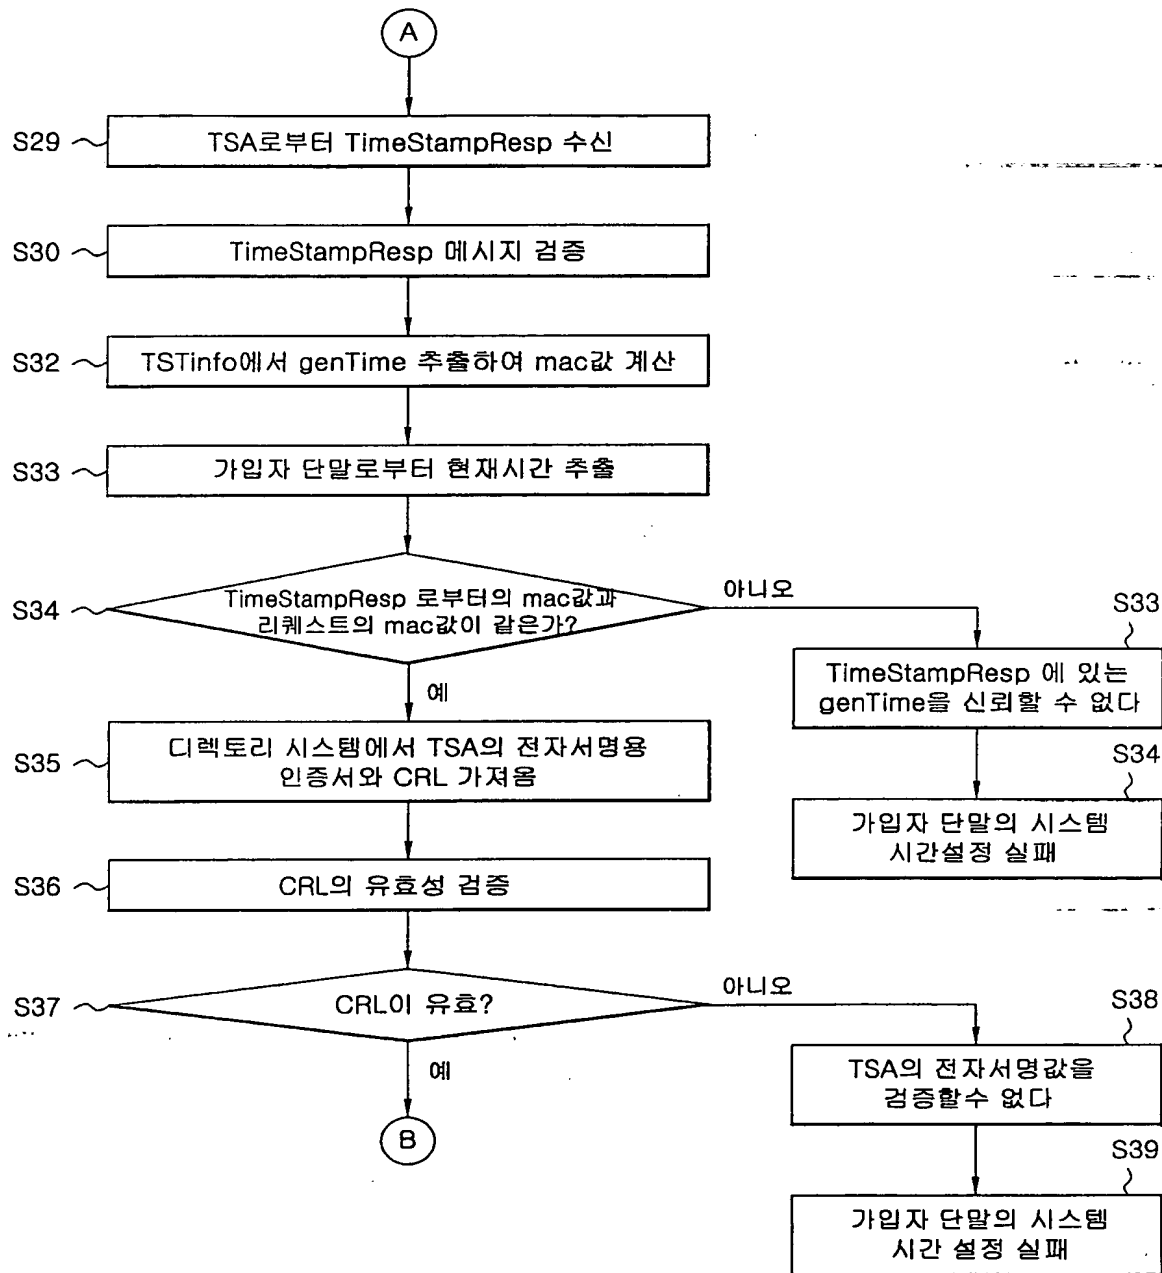 A
S29
TSA로부터 TimeStampResp 수신
S30
TimeStampResp 메시지 검증
S32
TSTinfo에서 genTime 추출하여 mac값 계산
S33
가입자 단말로부터 현재시간 추출
S34
TimeStampResp 로부터의 mac값과
리퀘스트의 mac값이 같은가?
아니오
예
S33
TimeStampResp 에 있는
genTime을 신뢰할 수 없다
S34
가입자 단말의 시스템
시간설정 실패
S35
디렉토리 시스템에서 TSA의 전자서명용
인증서와 CRL 가져옴
S36
CRL의 유효성 검증
S37
CRL이 유효?
아니오
예
S38
TSA의 전자서명값을
검증할수 없다
B
S39
가입자 단말의 시스템
시간 설정 실패